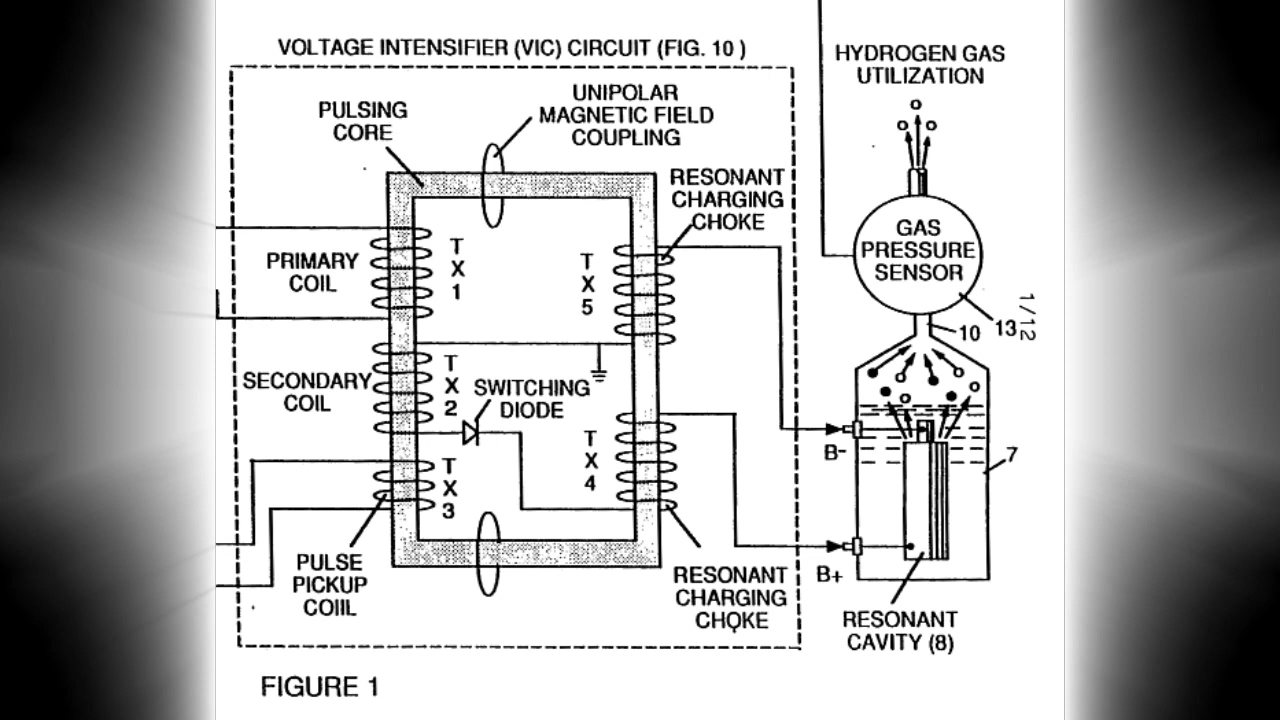 VOLTAGE INTENSIFIER (VIC) CIRCUIT (FIG. 10 )
PULSING
CORE
UNIPOLAR
MAGNETIC FIELD
COUPLING
RESONANT
CHARGING
CHOKE
PRIMARY
COIL
T
X
1
T
X
5
SECONDARY
COIL
T
X
2
SWITCHING
DIODE
T
X
4
T
X
3
PULSE
PICKUP
COIIL
RESONANT
CHARGING
CHOKE
FIGURE 1
HYDROGEN GAS
UTILIZATION
GAS
PRESSURE
SENSOR
10
13
1/12
B-
7
B+
RESONANT
CAVITY (8)